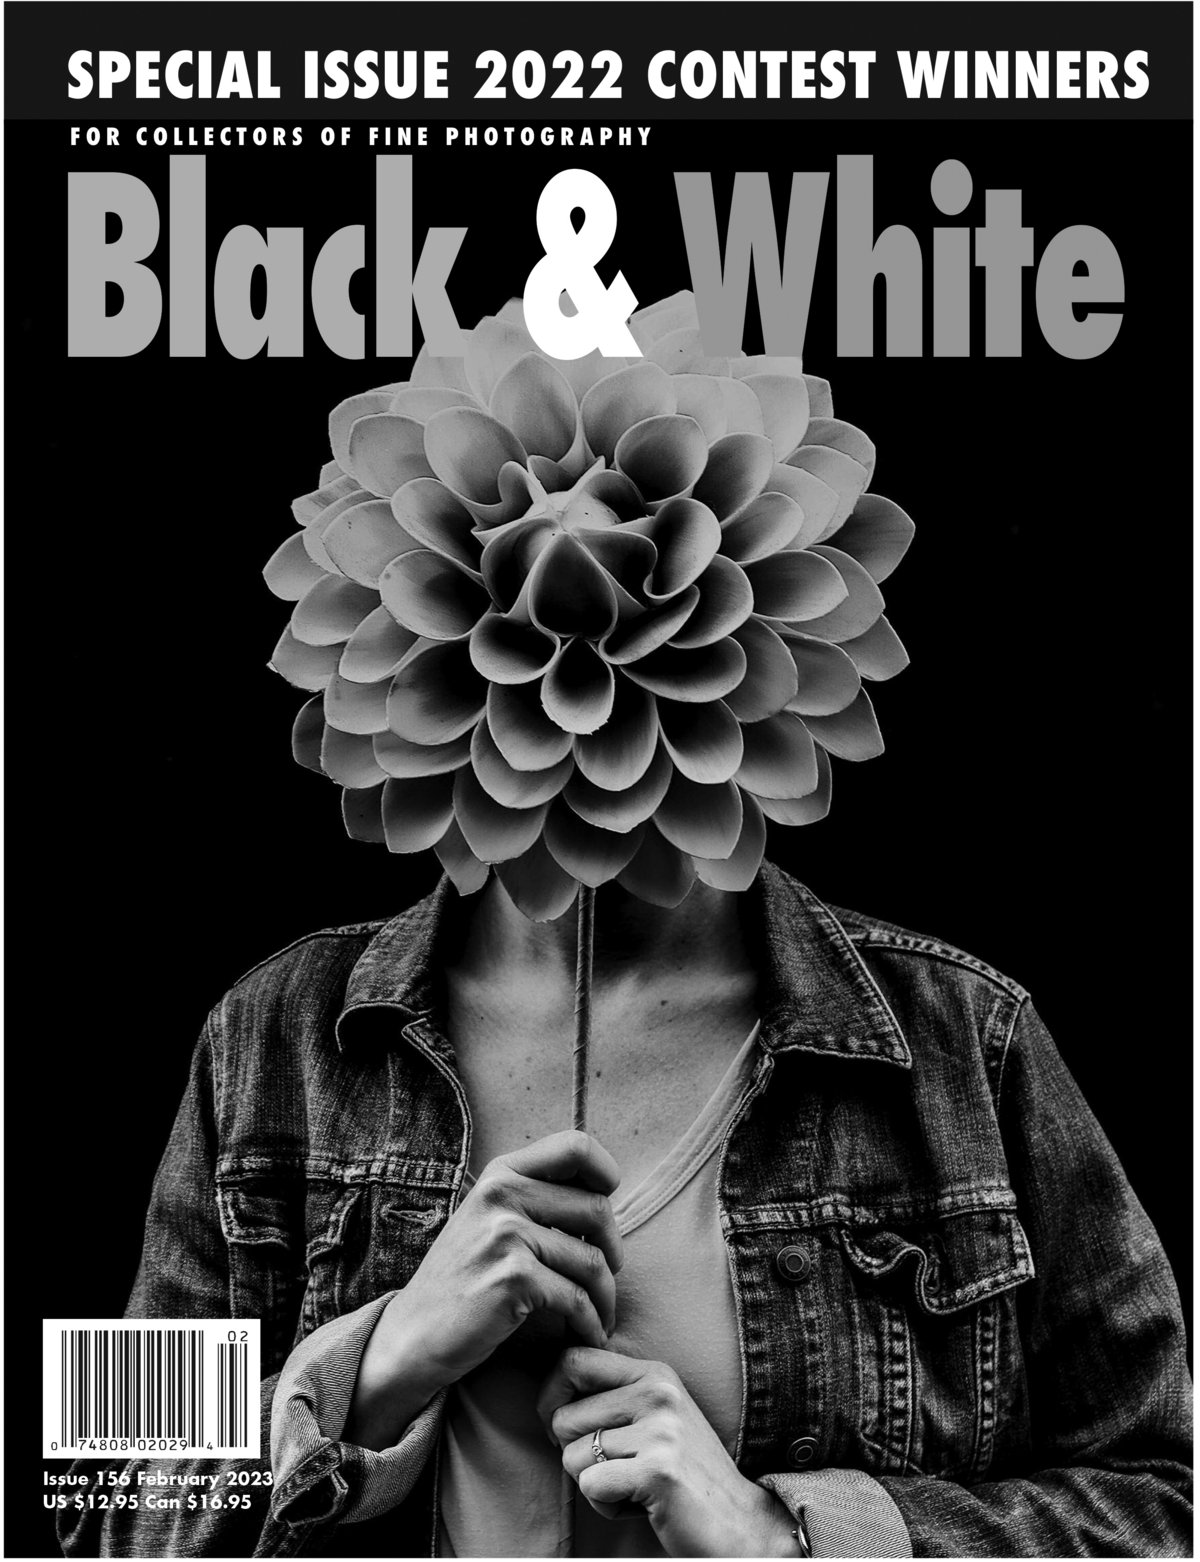 SPECIAL ISSUE 2022 CONTEST WINNERS
FOR COLLECTORS OF FINE PHOTOGRAPHY
Black & White
02
0 74808 02029 4
Issue 156 February 2023
US $12.95 Can $16.95